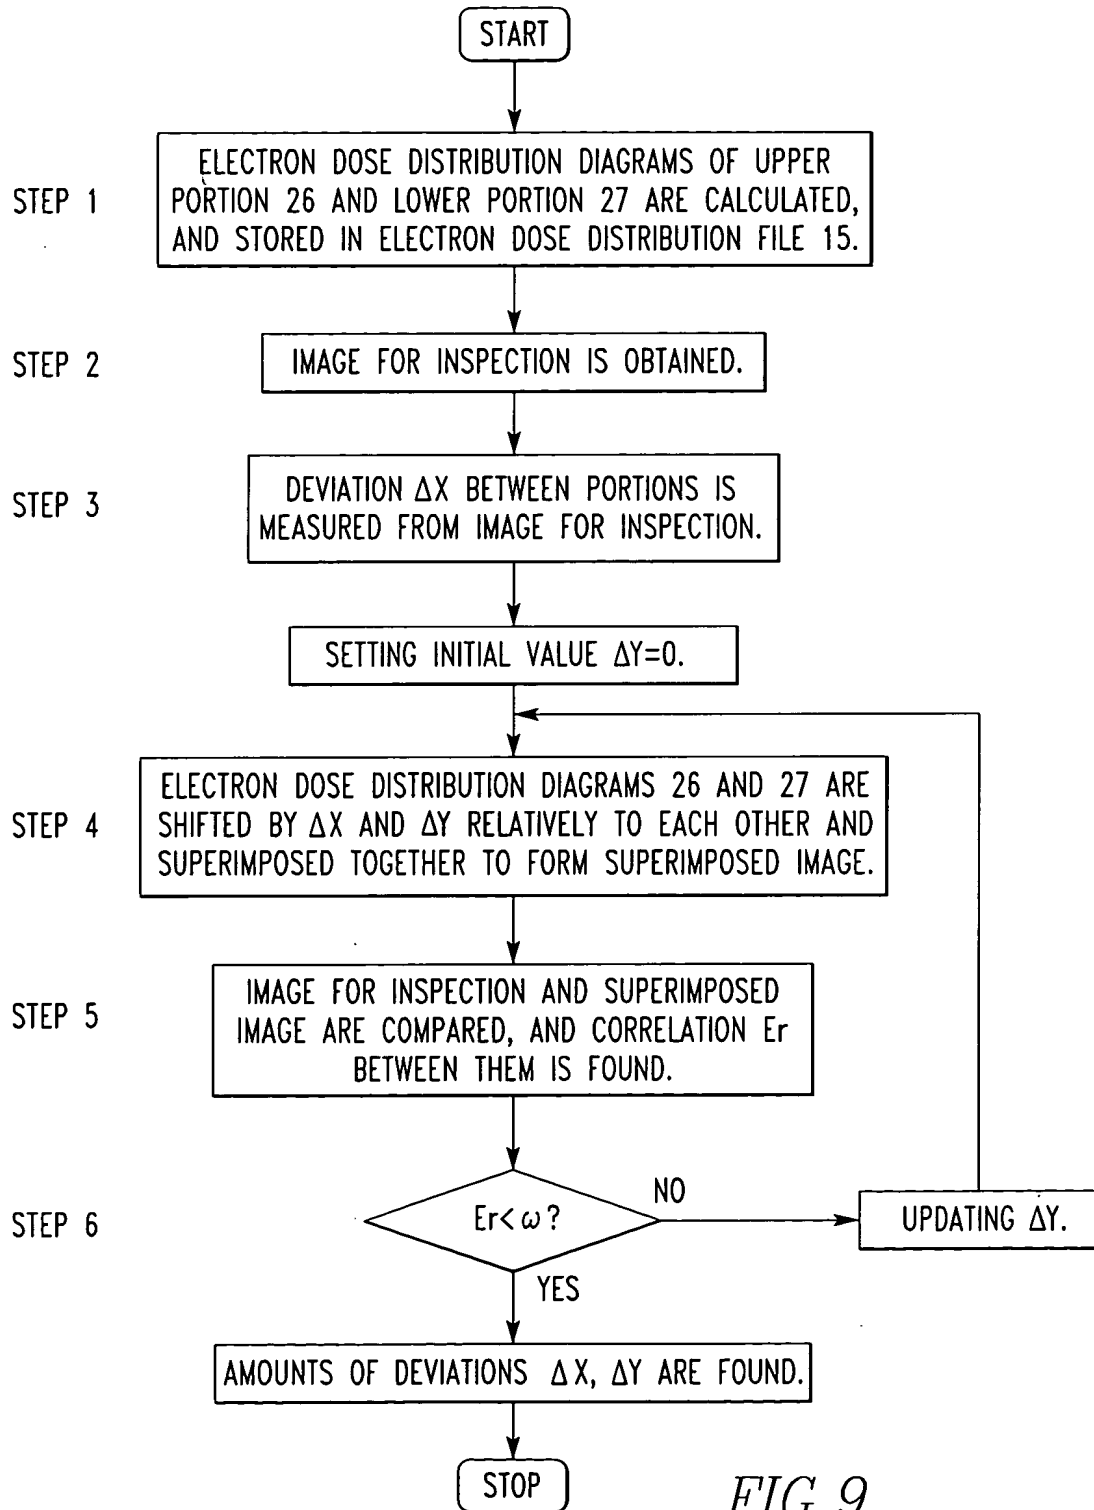 START
STEP 1
ELECTRON DOSE DISTRIBUTION DIAGRAMS OF UPPER
PORTION 26 AND LOWER PORTION 27 ARE CALCULATED,
AND STORED IN ELECTRON DOSE DISTRIBUTION FILE 15.
STEP 2
IMAGE FOR INSPECTION IS OBTAINED.
STEP 3
DEVIATION ΔX BETWEEN PORTIONS IS
MEASURED FROM IMAGE FOR INSPECTION.
SETTING INITIAL VALUE ΔY=0.
STEP 4
ELECTRON DOSE DISTRIBUTION DIAGRAMS 26 AND 27 ARE
SHIFTED BY ΔX AND ΔY RELATIVELY TO EACH OTHER AND
SUPERIMPOSED TOGETHER TO FORM SUPERIMPOSED IMAGE.
STEP 5
IMAGE FOR INSPECTION AND SUPERIMPOSED
IMAGE ARE COMPARED, AND CORRELATION Er
BETWEEN THEM IS FOUND.
STEP 6
Er<ω?
NO
UPDATING ΔY.
YES
AMOUNTS OF DEVIATIONS ΔX, ΔY ARE FOUND.
STOP
FIG. 9